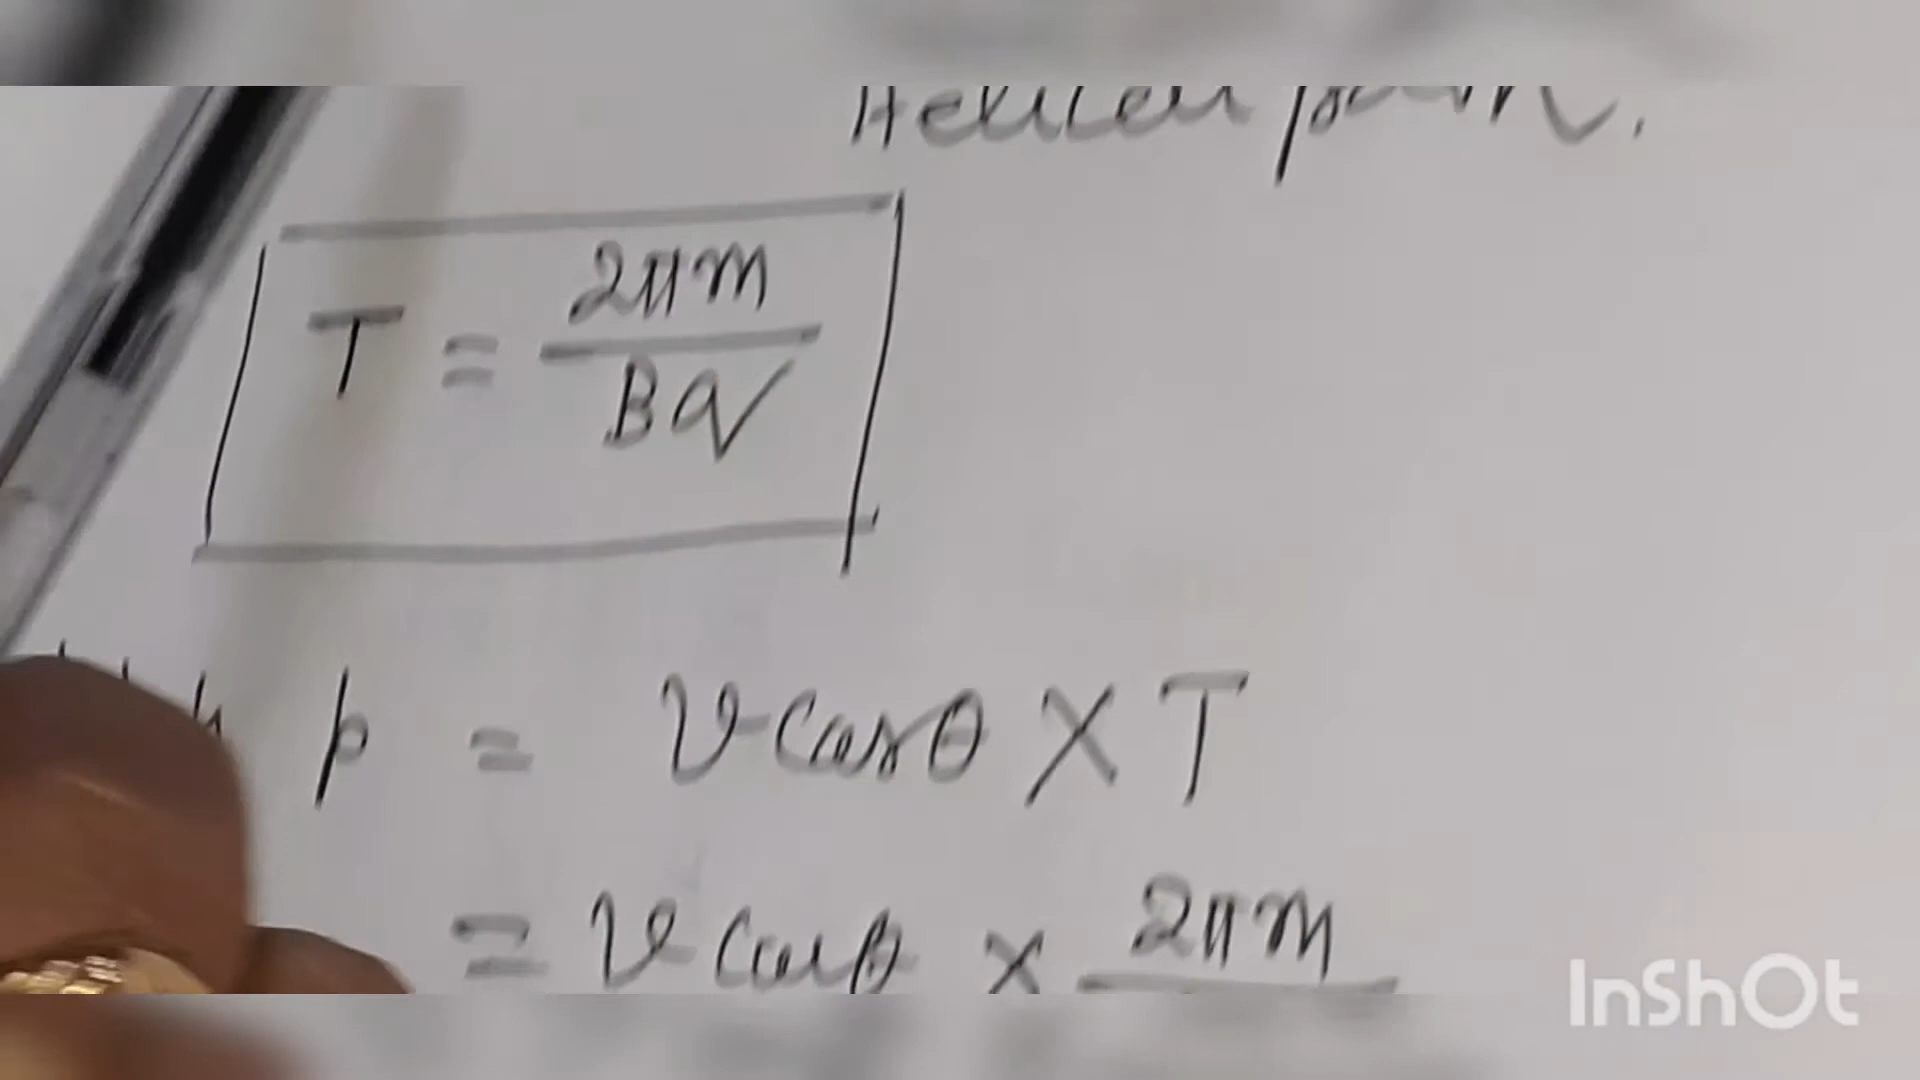 Helical path.
T = 2πm / Bq
p = v cosθ × T
= v cosθ × 2πm
InShOt